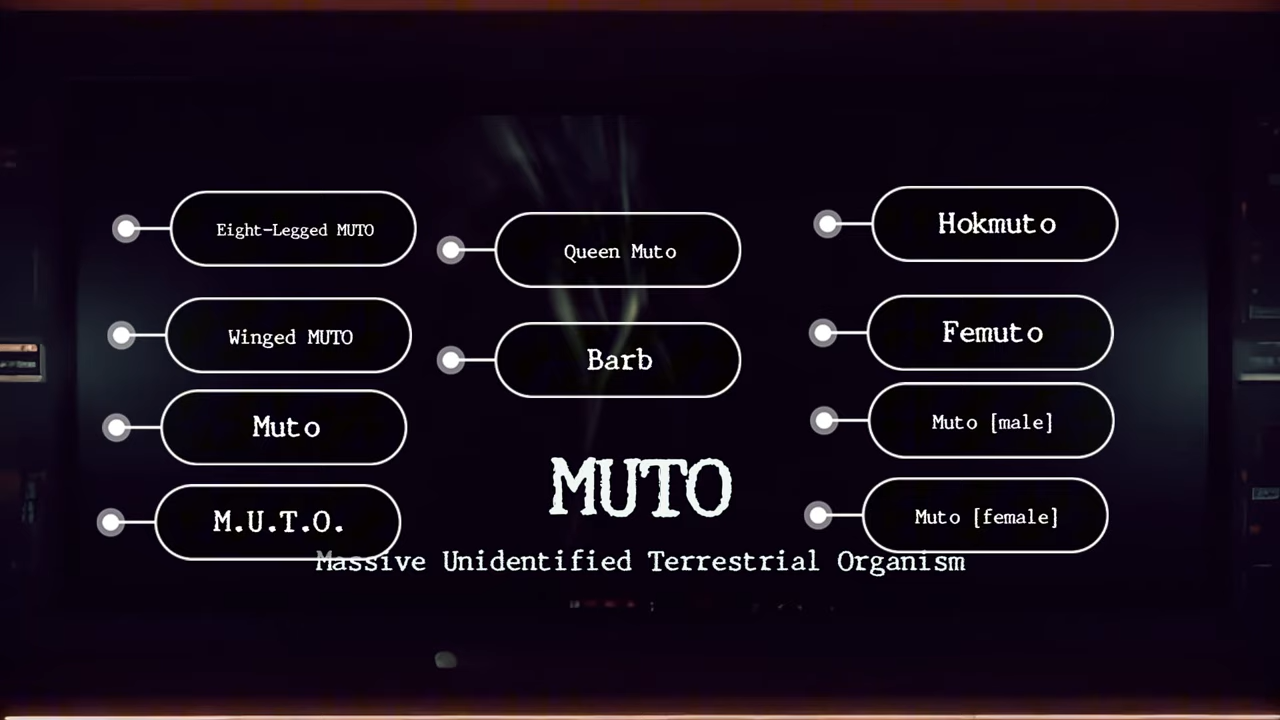 Eight-Legged MUTO
Winged MUTO
Muto
M.U.T.O.
Queen Muto
Barb
Hokmuto
Femuto
Muto [male]
Muto [female]
MUTO
Massive Unidentified Terrestrial Organism